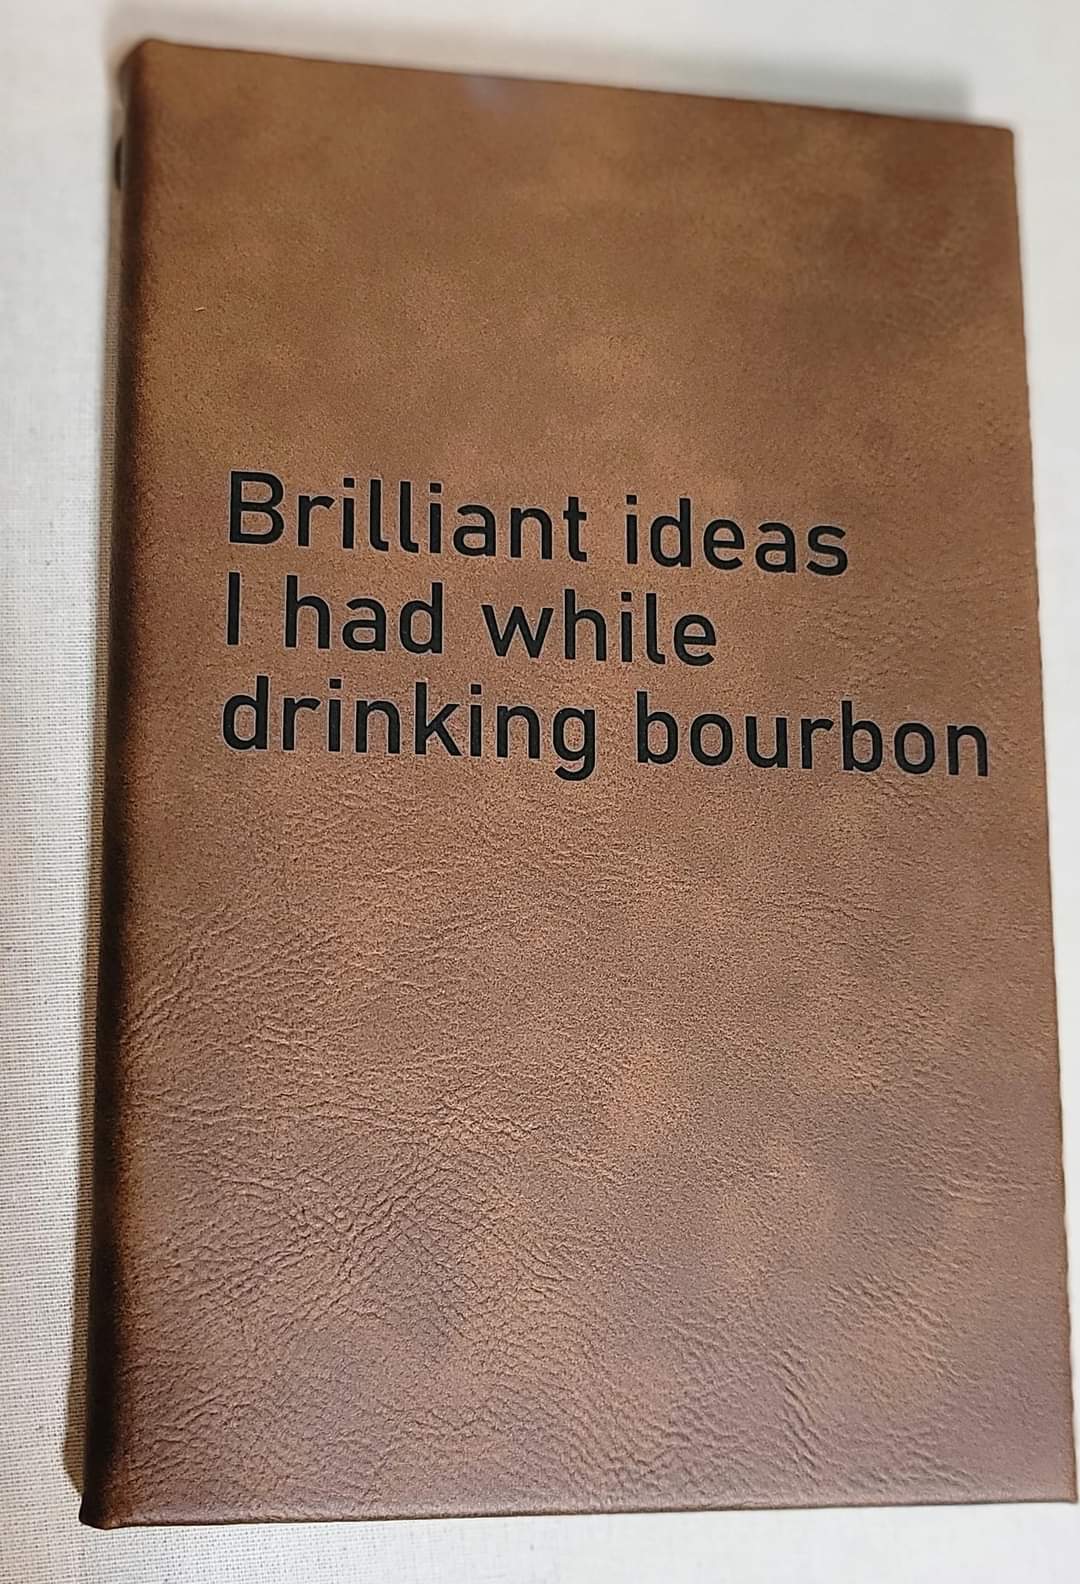 Brilliant ideas
I had while
drinking bourbon